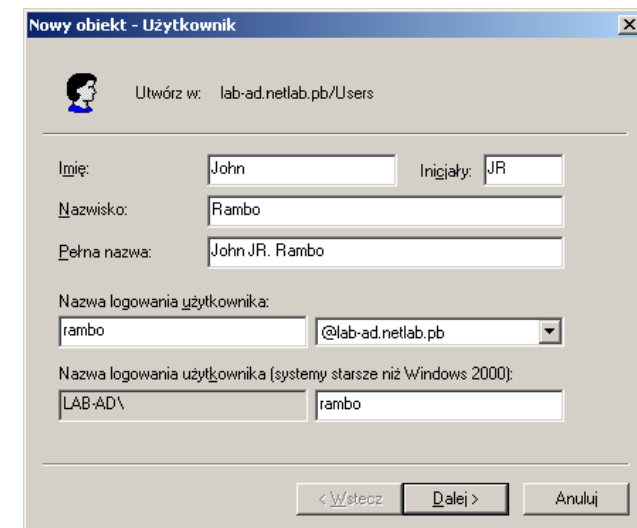 Nowy obiekt - Użytkownik
Utwórz w: lab-ad.netlab.pb/Users
Imię: John Inicjały: JR
Nazwisko: Rambo
Pełna nazwa: John JR. Rambo
Nazwa logowania użytkownika:
rambo @lab-ad.netlab.pb
Nazwa logowania użytkownika (systemy starsze niż Windows 2000):
LAB-AD\ rambo
< Wstecz Dalej > Anuluj